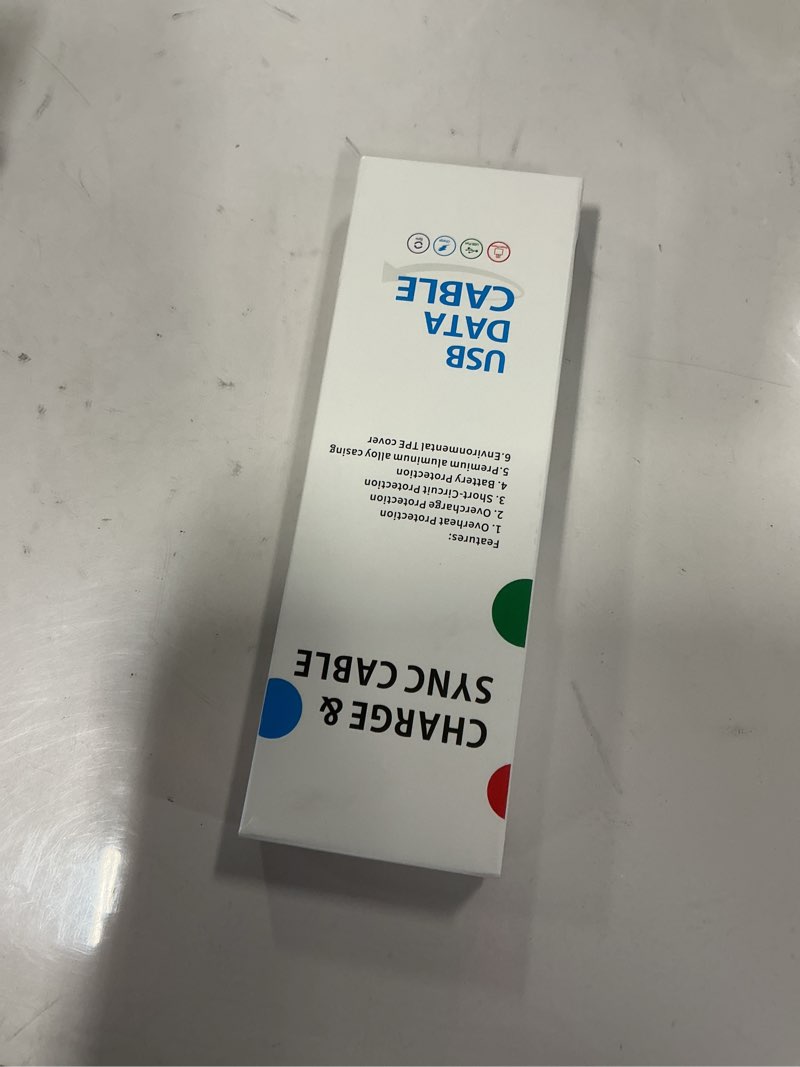 CHARGE &
SYNC CABLE
Features:
1. Overheat Protection
2. Overcharge Protection
3. Short-Circuit Protection
4. Battery Protection
5.Premium aluminum alloy casing
6.Environmental TPE cover
USB
DATA
CABLE